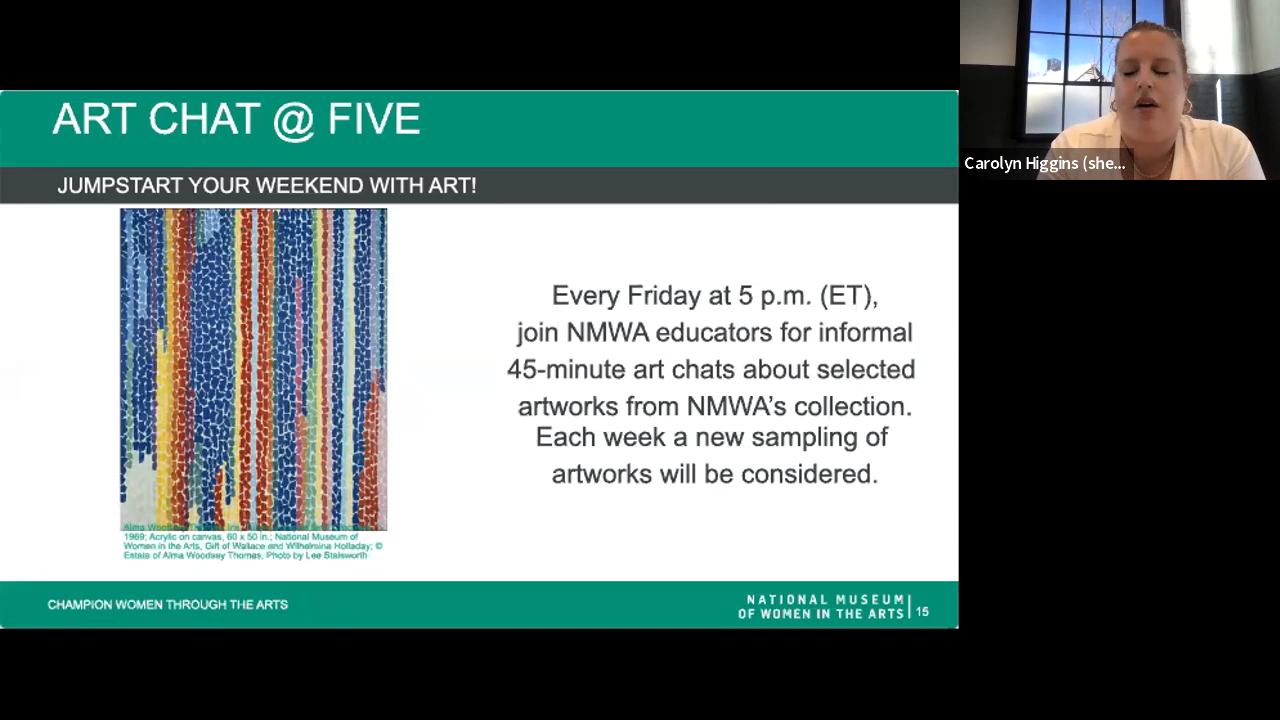 ART CHAT @ FIVE
JUMPSTART YOUR WEEKEND WITH ART!
Every Friday at 5 p.m. (ET),
join NMWA educators for informal
45-minute art chats about selected
artworks from NMWA's collection.
Each week a new sampling of
artworks will be considered.
Alma Woodsey
1969; Acrylic on canvas, 60 x 50 in.; National Museum of
Women in the Arts, Gift of Wallace and Wilhelmina Holladay; ©
Estate of Alma Woodsey Thomas, Photo by Lee Stalsworth
CHAMPION WOMEN THROUGH THE ARTS
NATIONAL MUSEUM
OF WOMEN IN THE ARTS
15
Carolyn Higgins (she...